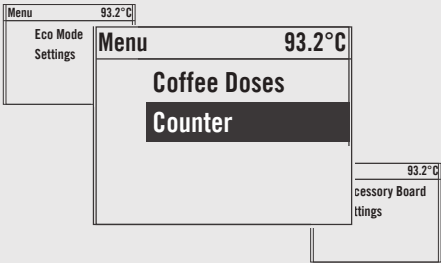 Menu 93.2°C
Eco Mode
Settings
Menu 93.2°C
Coffee Doses
Counter
93.2°C
cessory Board
ttings